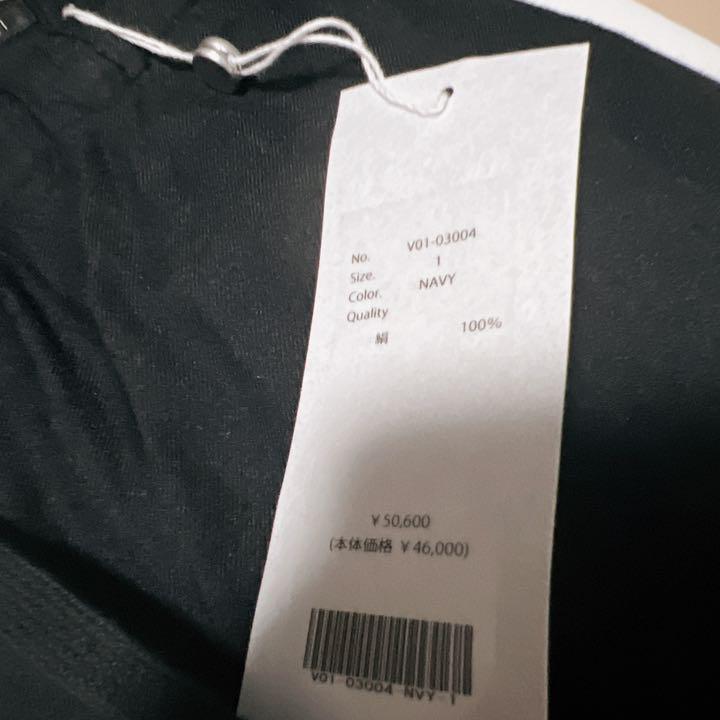 No. V01-03004
Size. 1
Color. NAVY
Quality
絹 100%
￥50,600
(本体価格 ￥46,000)
V01-03004-NVY-1